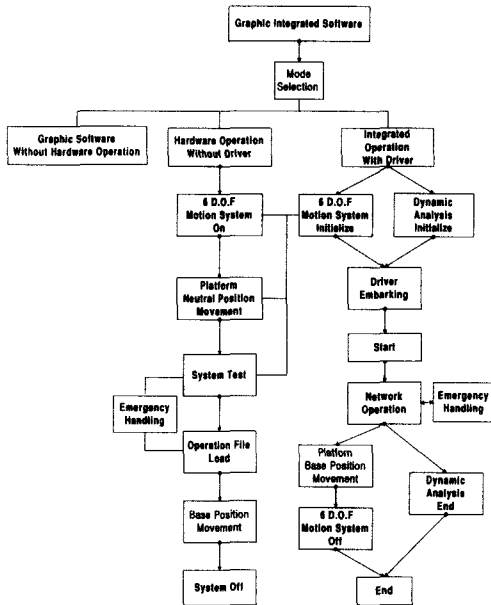 Graphic Integrated Software
Mode
Selection
Graphic Software
Without Hardware Operation
Hardware Operation
Without Driver
Integrated
Operation
With Driver
6 D.O.F
Motion System
On
6 D.O.F
Motion System
Initialize
Dynamic
Analysis
Initialize
Platform
Neutral Position
Movement
Driver
Embarking
Start
System Test
Emergency
Handling
Network
Operation
Emergency
Handling
Operation File
Load
Platform
Base Position
Movement
Dynamic
Analysis
End
Base Position
Movement
6 D.O.F
Motion System
Off
System Off
End